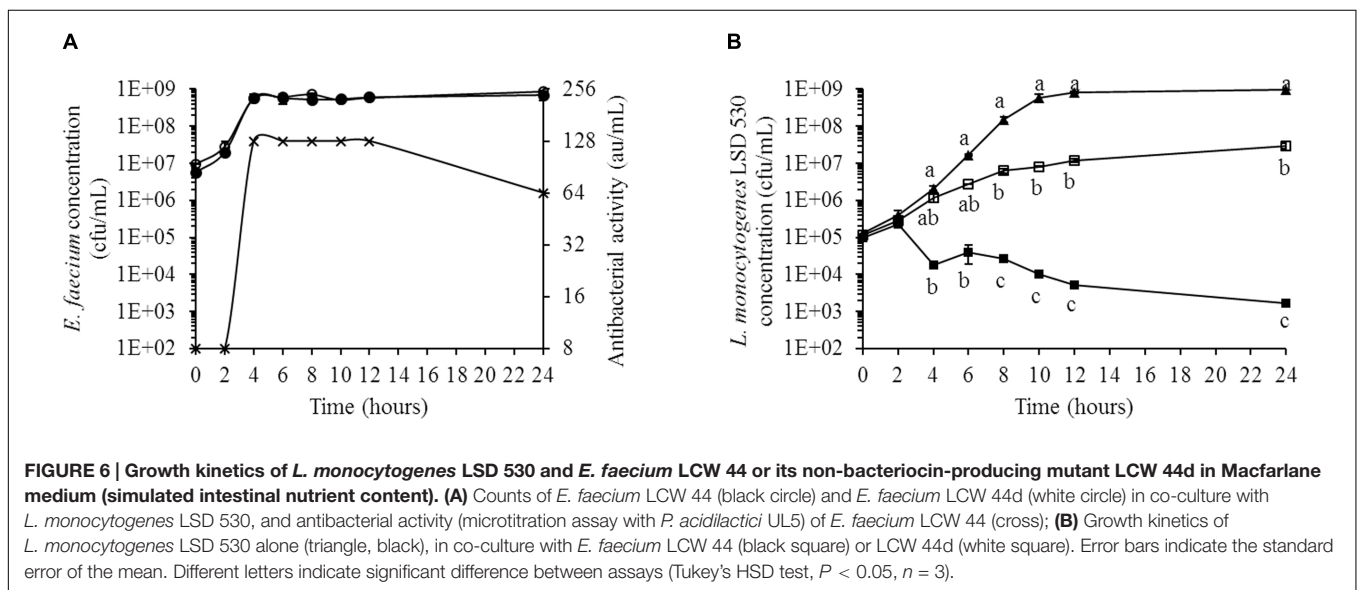 A
E. faecium concentration
(cfu/mL)
1E+09
1E+08
1E+07
1E+06
1E+05
1E+04
1E+03
1E+02
0 2 4 6 8 10 12 14 16 18 20 22 24
Time (hours)
256
128
64
32
16
8
Antibacterial activity (au/mL)
B
L. monocytogenes LSD 530
concentration (cfu/mL)
1E+09
1E+08
1E+07
1E+06
1E+05
1E+04
1E+03
1E+02
a a a a a a
ab ab b b b b
b b c c c c
0 2 4 6 8 10 12 14 16 18 20 22 24
Time (hours)
FIGURE 6 | Growth kinetics of L. monocytogenes LSD 530 and E. faecium LCW 44 or its non-bacteriocin-producing mutant LCW 44d in Macfarlane
medium (simulated intestinal nutrient content). (A) Counts of E. faecium LCW 44 (black circle) and E. faecium LCW 44d (white circle) in co-culture with
L. monocytogenes LSD 530, and antibacterial activity (microtitration assay with P. acidilactici UL5) of E. faecium LCW 44 (cross); (B) Growth kinetics of
L. monocytogenes LSD 530 alone (triangle, black), in co-culture with E. faecium LCW 44 (black square) or LCW 44d (white square). Error bars indicate the standard
error of the mean. Different letters indicate significant difference between assays (Tukey's HSD test, P < 0.05, n = 3).